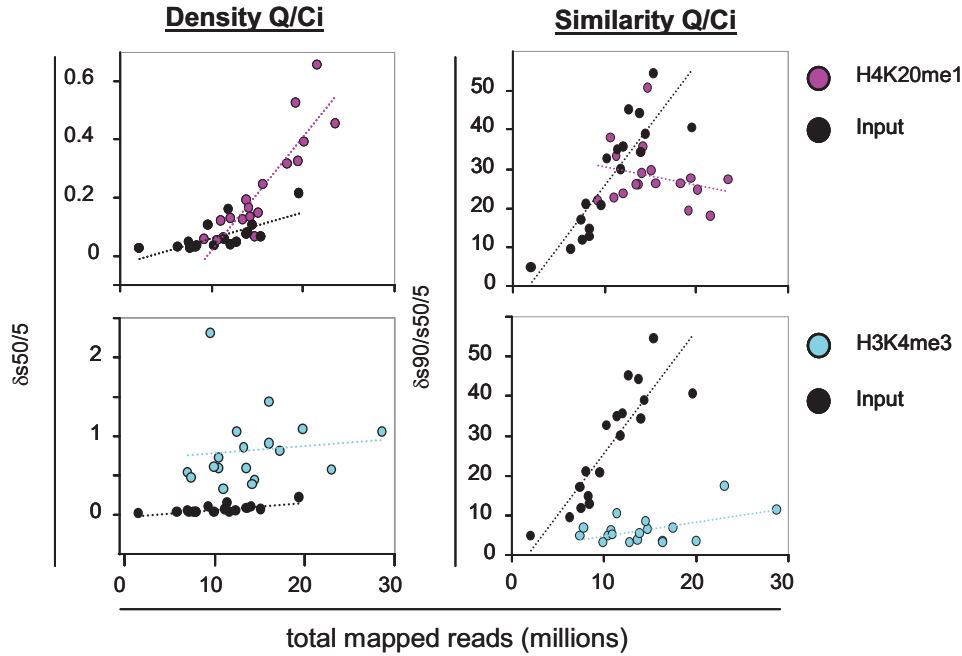 Density Q/Ci
Similarity Q/Ci
0.6
0.4
0.2
0
50
40
30
20
10
0
H4K20me1
Input
δs50/5
δs90/s50/5
2
1
0
50
40
30
20
10
0
H3K4me3
Input
0 10 20 30
0 10 20 30
total mapped reads (millions)